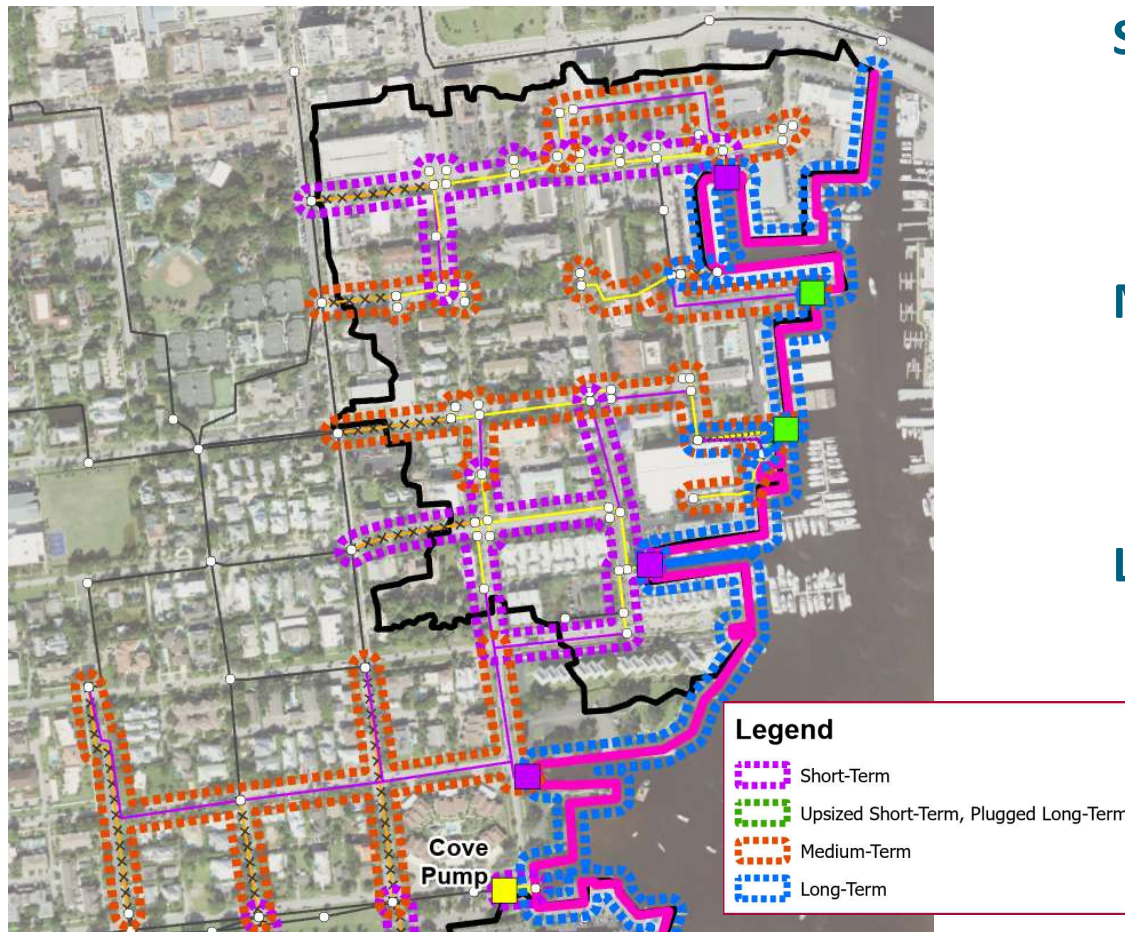 S
M
L
Cove
Pump
Legend
Short-Term
Upsized Short-Term, Plugged Long-Term
Medium-Term
Long-Term